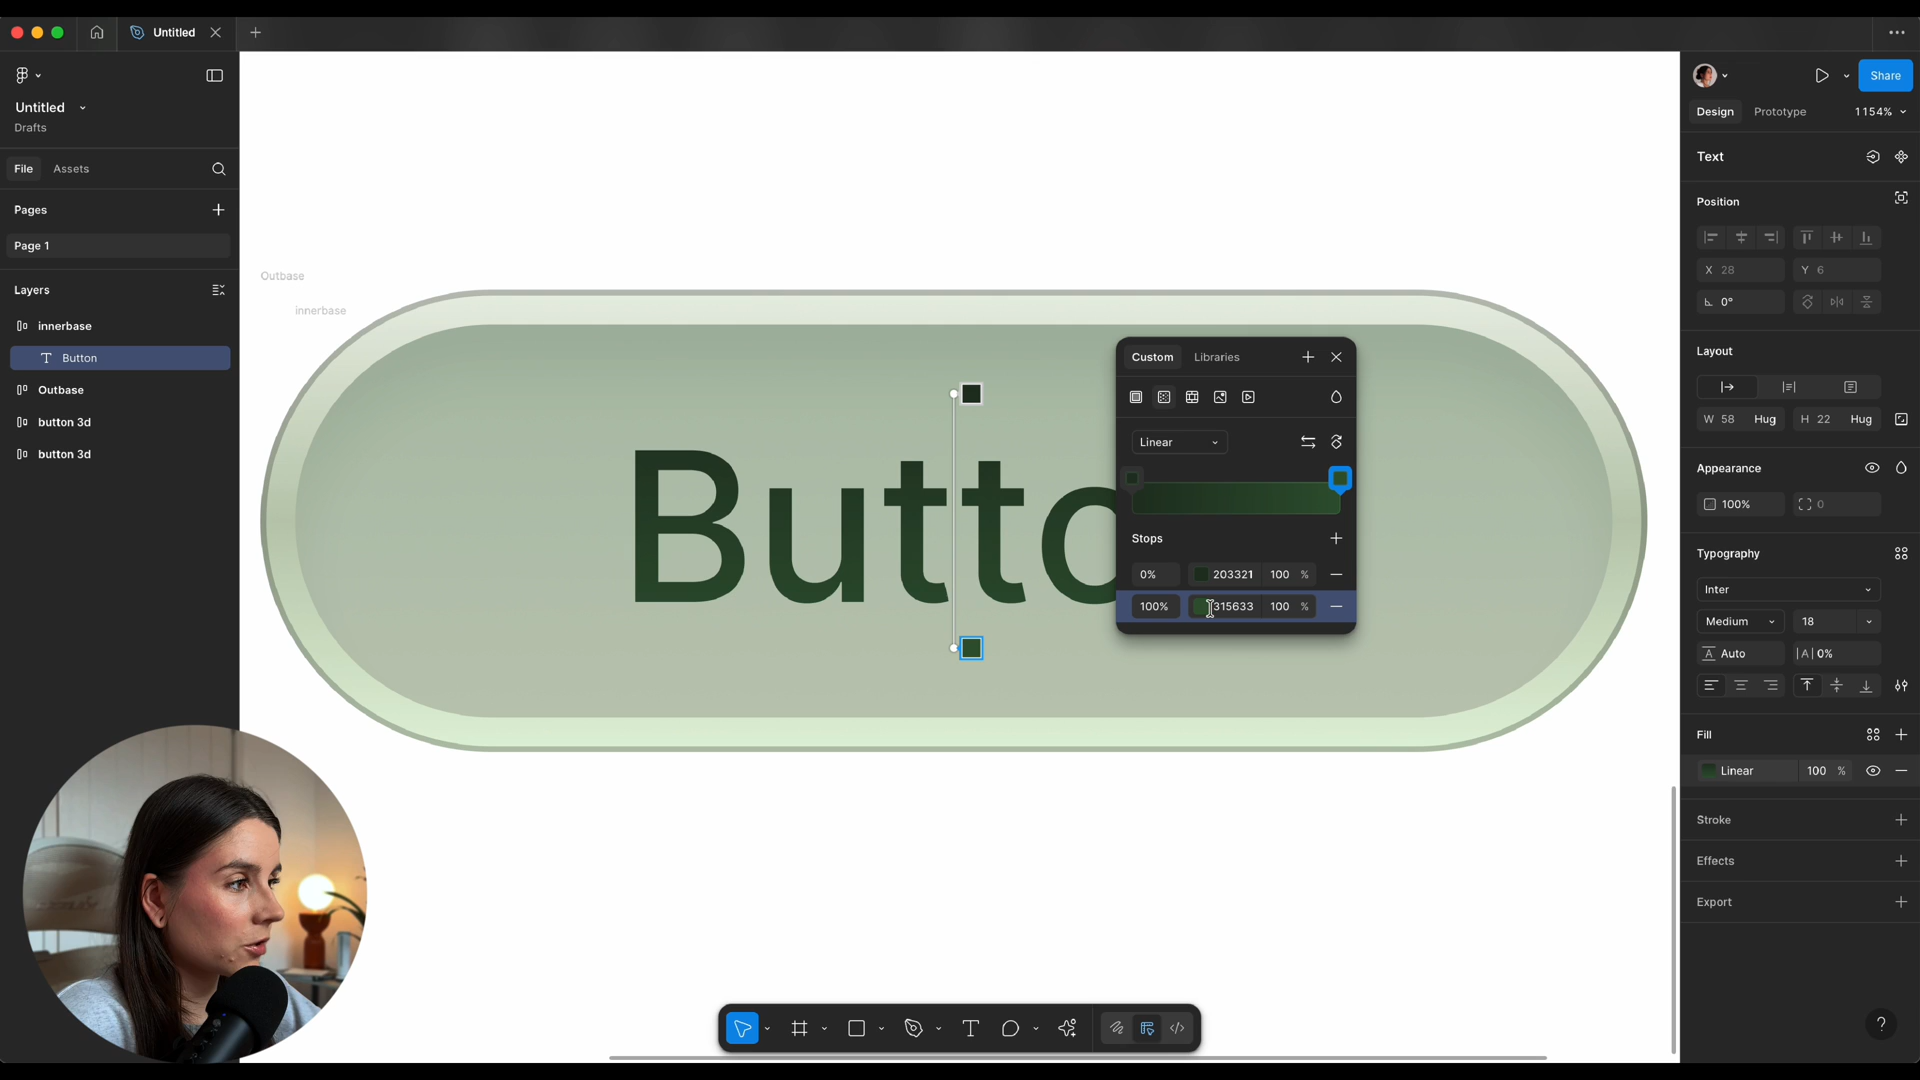 Untitled
Untitled
Drafts
File
Assets
Pages
Page 1
Layers
innerbase
Button
Outbase
button 3d
button 3d
Outbase
innerbase
Butto
Custom
Libraries
Linear
Stops
0%
203321
100
%
100%
315633
100
%
Share
Design
Prototype
1154%
Text
Position
X 28
Y 6
0°
Layout
W 58 Hug
H 22 Hug
Appearance
100%
0
Typography
Inter
Medium
18
Auto
|A| 0%
Fill
Linear
100
%
Stroke
Effects
Export
?